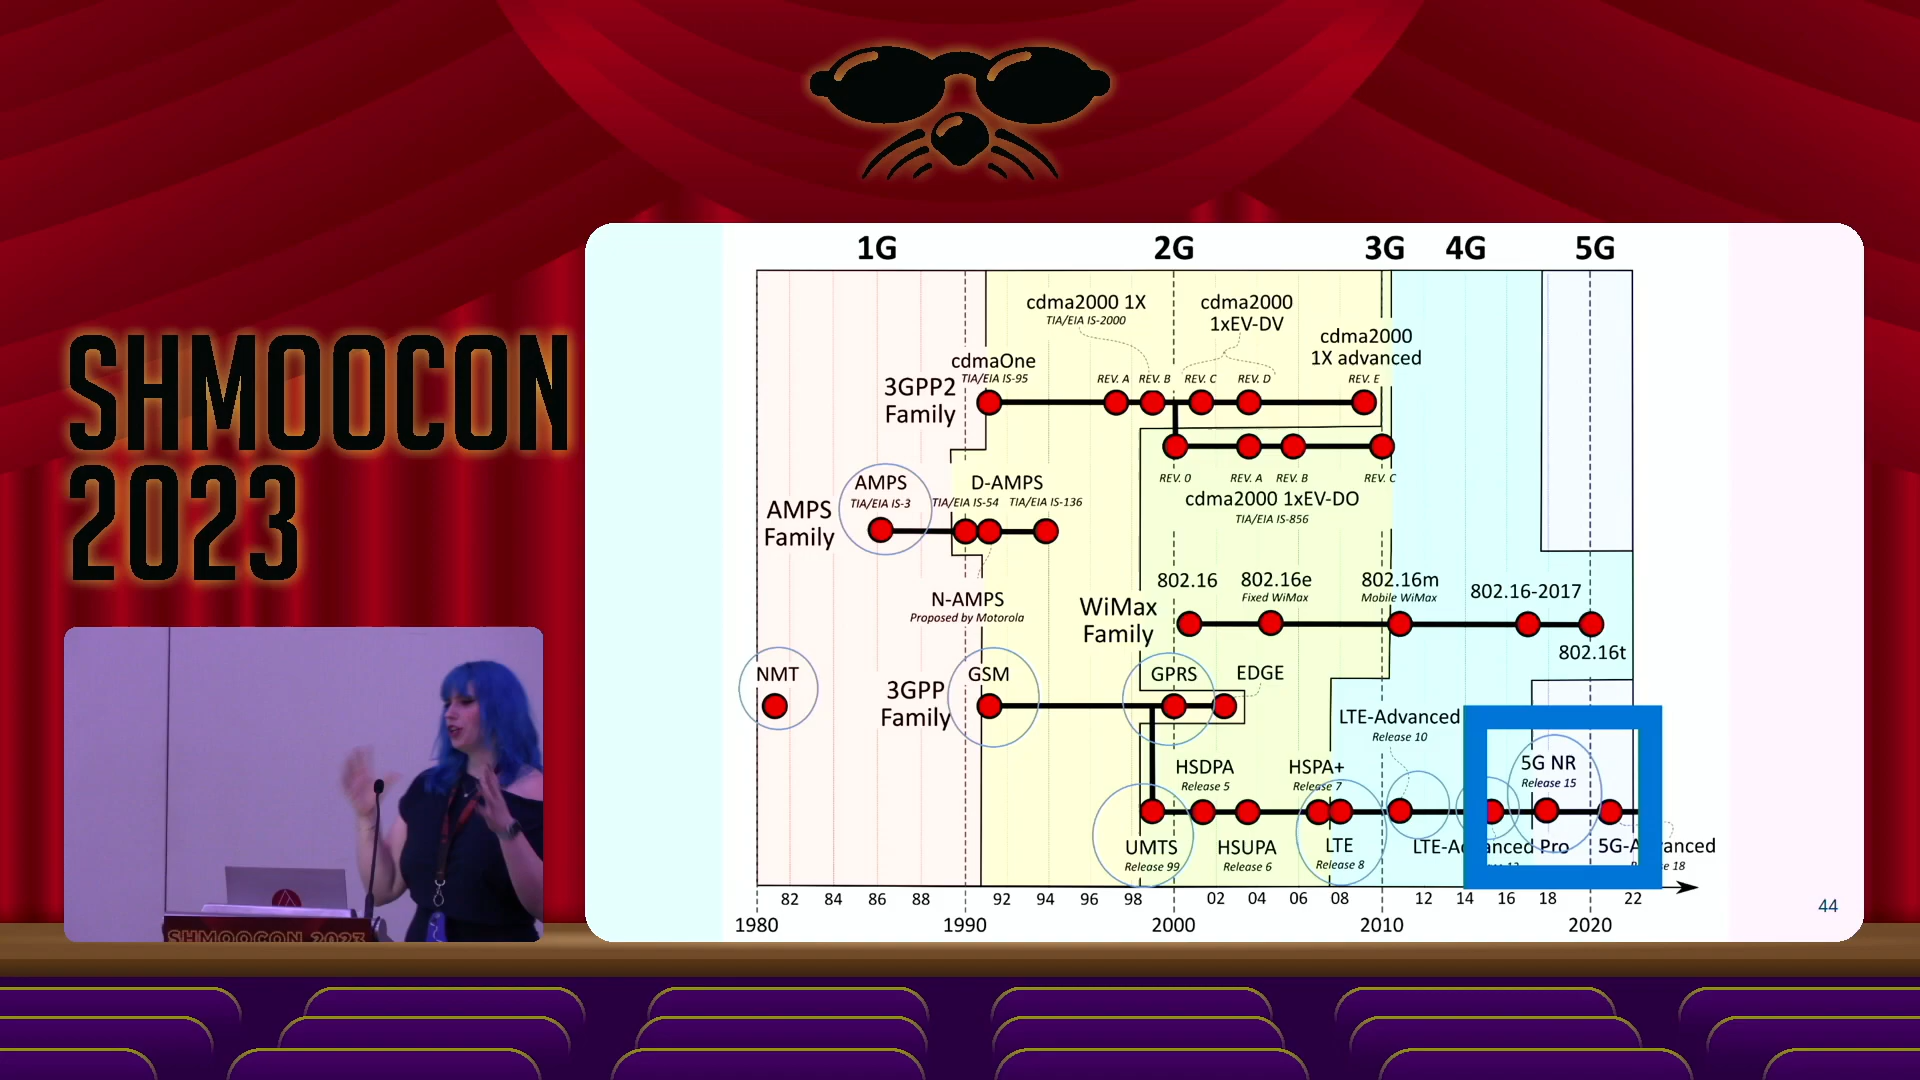 SHMOOCON
2023
1G 2G 3G 4G 5G
cdma2000 1X
TIA/EIA IS-2000
cdma2000
1xEV-DV
cdma2000
1X advanced
cdmaOne
TIA/EIA IS-95
REV. A REV. B REV. C REV. D REV. E
3GPP2
Family
REV. 0 REV. A REV. B REV. C
cdma2000 1xEV-DO
TIA/EIA IS-856
AMPS
TIA/EIA IS-3
D-AMPS
TIA/EIA IS-54 TIA/EIA IS-136
AMPS
Family
N-AMPS
Proposed by Motorola
802.16
802.16e
Fixed WiMax
802.16m
Mobile WiMax
802.16-2017
WiMax
Family
802.16t
NMT
GSM
GPRS
EDGE
3GPP
Family
LTE-Advanced
Release 10
HSDPA
Release 5
HSPA+
Release 7
5G NR
Release 15
UMTS
Release 99
HSUPA
Release 6
LTE
Release 8
LTE-Advanced Pro
5G-Advanced
18
82 84 86 88 92 94 96 98 02 04 06 08 12 14 16 18 22
1980 1990 2000 2010 2020
44
SHMOOCON 2023